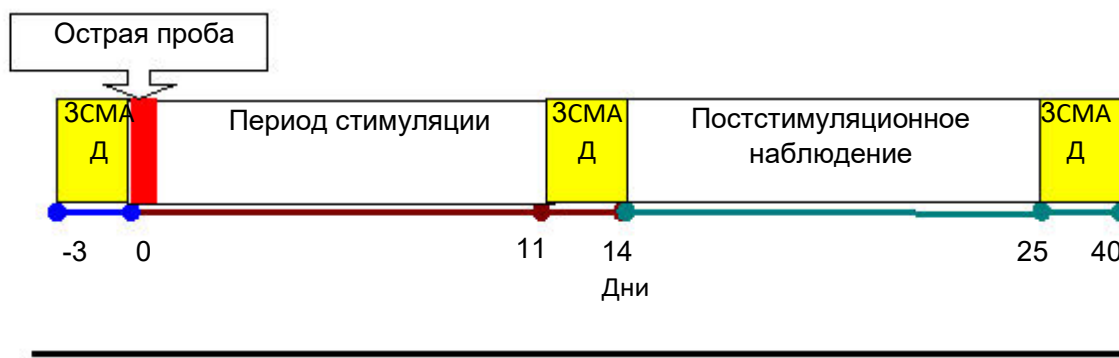 Острая проба
ЗСМА
Д
Период стимуляции
ЗСМА
Д
Постстимуляционное
наблюдение
ЗСМА
Д
-3 0 11 14 25 40
Дни